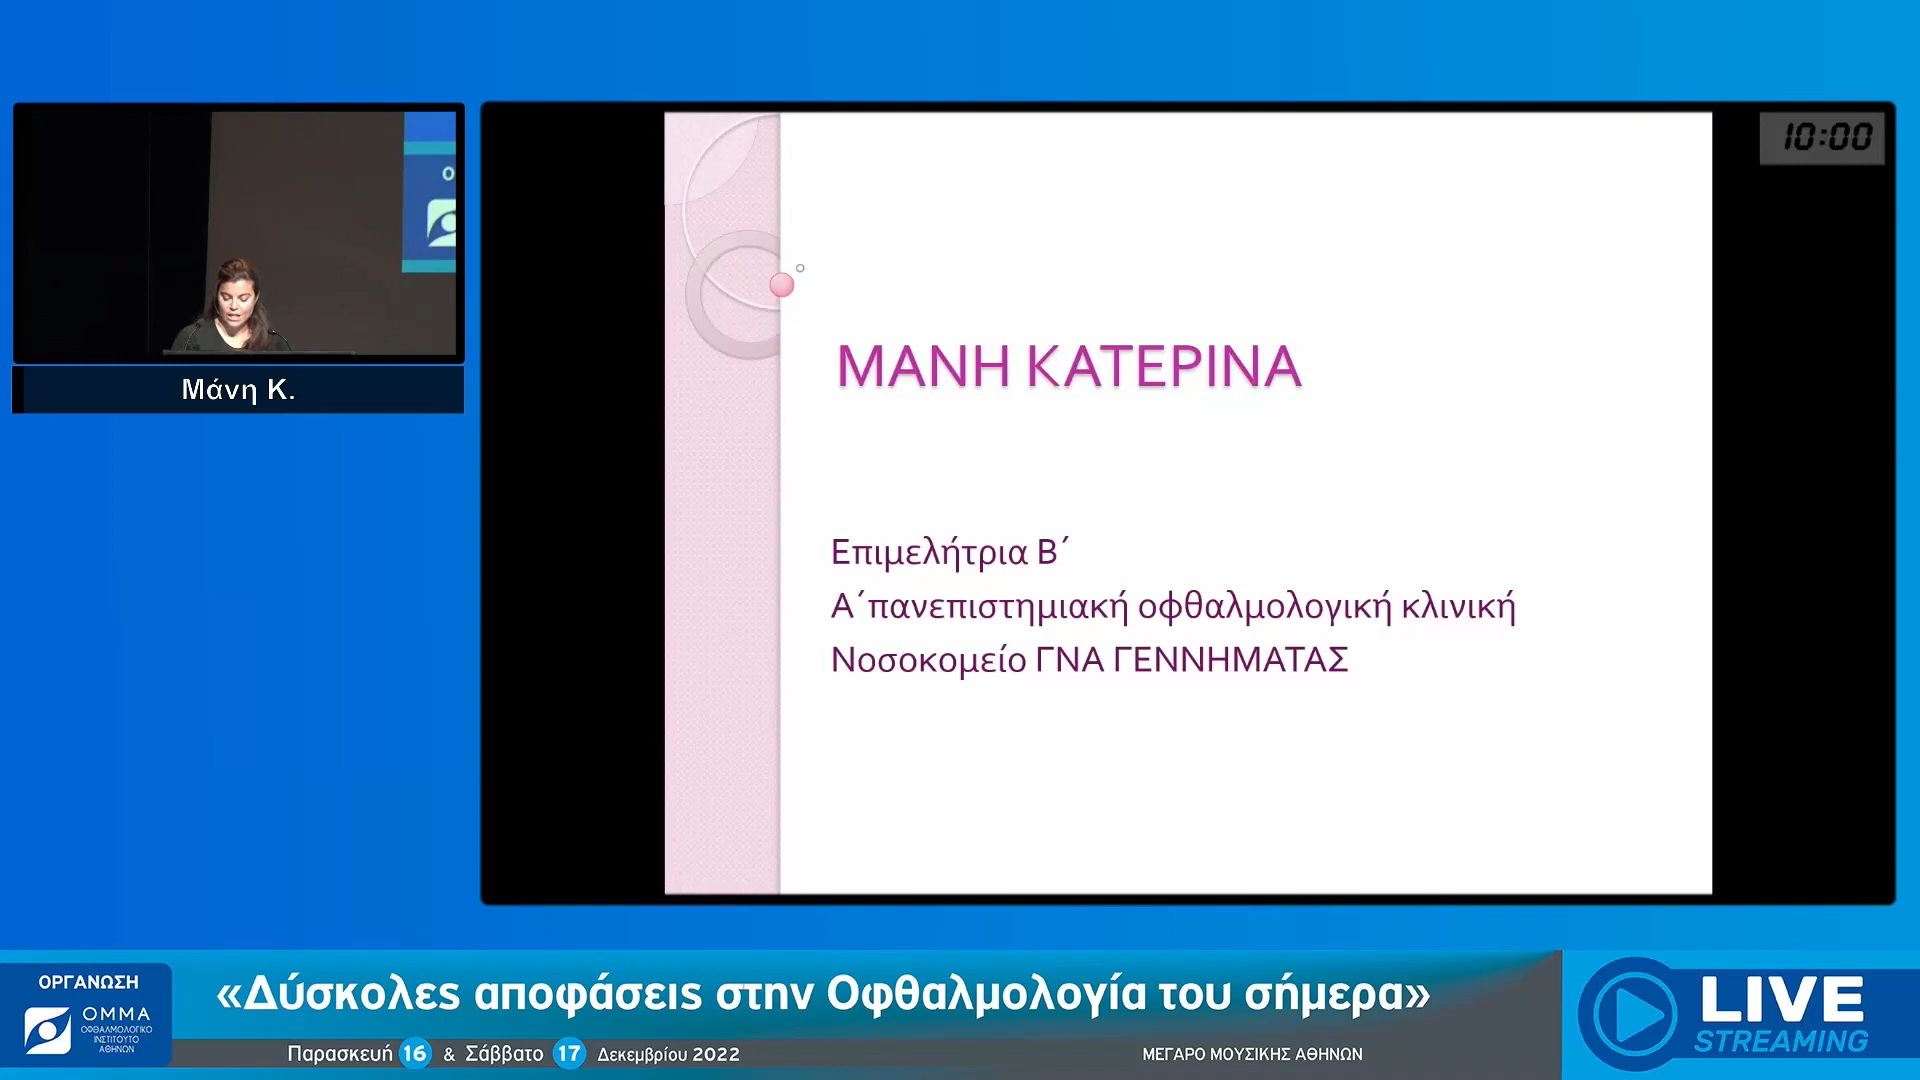 Ο
Μάνη Κ.
10:00
ΜΑΝΗ ΚΑΤΕΡΙΝΑ
Επιμελήτρια Β΄
Α΄πανεπιστημιακή οφθαλμολογική κλινική
Νοσοκομείο ΓΝΑ ΓΕΝΝΗΜΑΤΑΣ
ΟΡΓΑΝΩΣΗ
ΟΜΜΑ
ΟΦΘΑΛΜΟΛΟΓΙΚΟ
ΙΝΣΤΙΤΟΥΤΟ
ΑΘΗΝΩΝ
«Δύσκολες αποφάσεις στην Οφθαλμολογία του σήμερα»
Παρασκευή 16 & Σάββατο 17 Δεκεμβρίου 2022
ΜΕΓΑΡΟ ΜΟΥΣΙΚΗΣ ΑΘΗΝΩΝ
LIVE
STREAMING